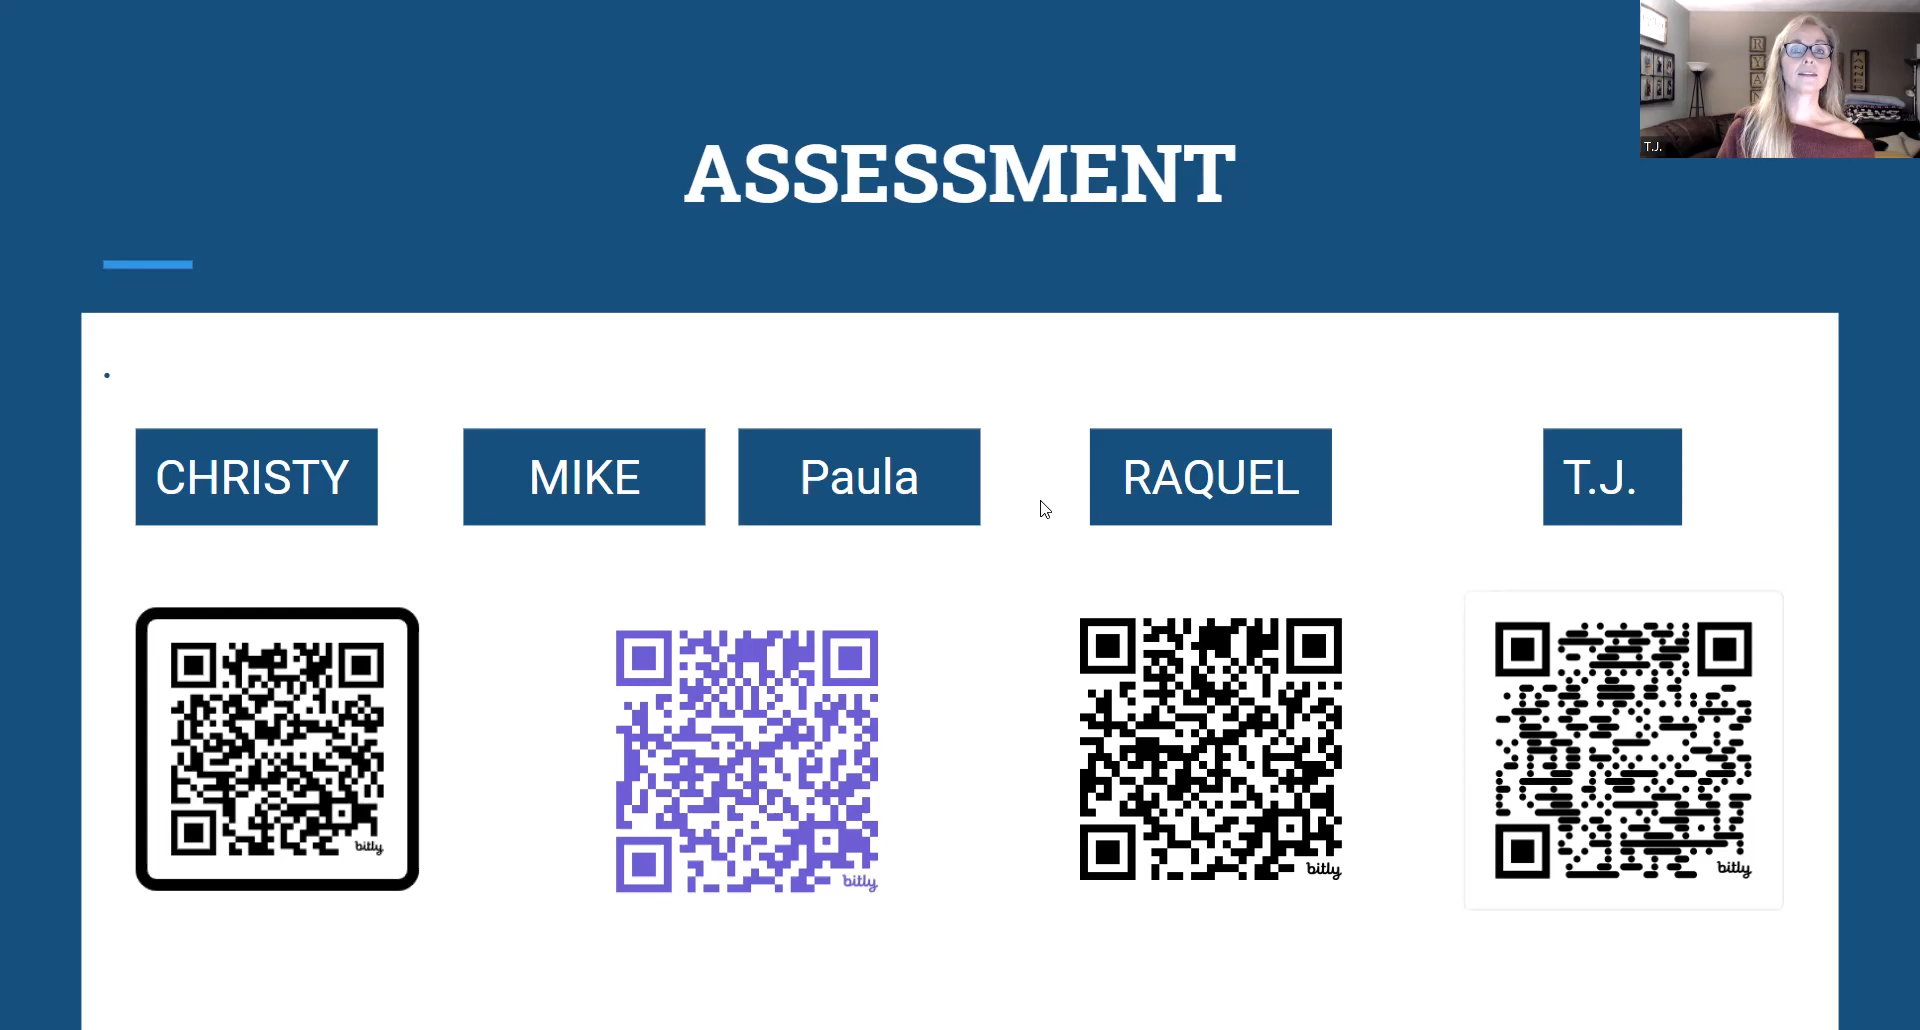 T.J.
ASSESSMENT
CHRISTY
MIKE
Paula
RAQUEL
T.J.
bitly
bitly
bitly
bitly